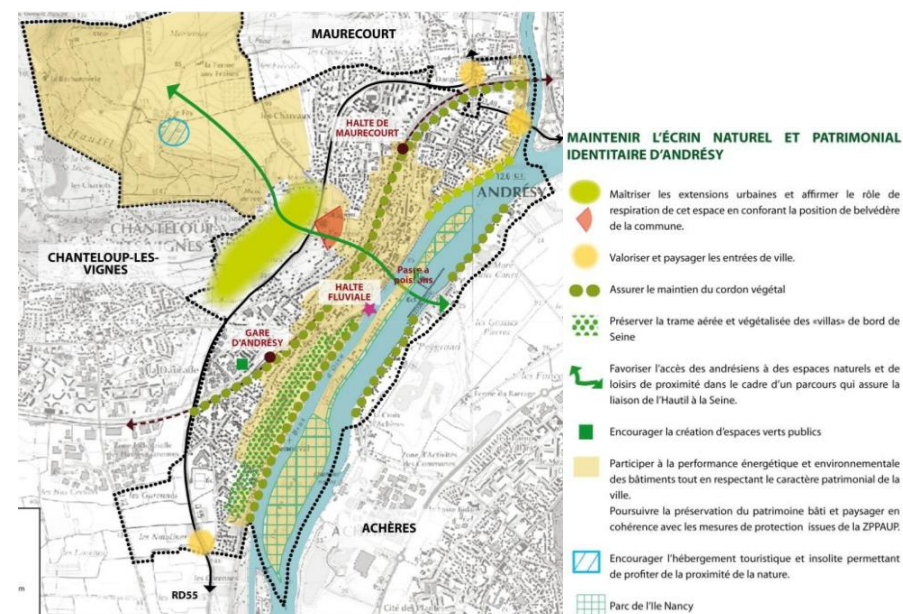 MAURECOURT
HALTE DE
MAURECOURT
ANDRÉSY
CHANTELOUP
CHANTELOUP-LES-
VIGNES
Passe à
poissons
HALTE
FLUVIALE
GARE
D'ANDRÉSY
ACHÈRES
RD55
MAINTENIR L'ÉCRIN NATUREL ET PATRIMONIAL
IDENTITAIRE D'ANDRÉSY
Maîtriser les extensions urbaines et affirmer le rôle de
respiration de cet espace en conforant la position de belvédère
de la commune.
Valoriser et paysager les entrées de ville.
Assurer le maintien du cordon végétal
Préserver la trame aérée et végétalisée des «villas» de bord de
Seine
Favoriser l'accès des andrésiens à des espaces naturels et de
loisirs de proximité dans le cadre d'un parcours qui assure la
liaison de l'Hautil à la Seine.
Encourager la création d'espaces verts publics
Participer à la performance énergétique et environnementale
des bâtiments tout en respectant le caractère patrimonial de la
ville.
Poursuivre la préservation du patrimoine bâti et paysager en
cohérence avec les mesures de protection issues de la ZPPAUP.
Encourager l'hébergement touristique et insolite permettant
de profiter de la proximité de la nature.
Parc de l'Ile Nancy